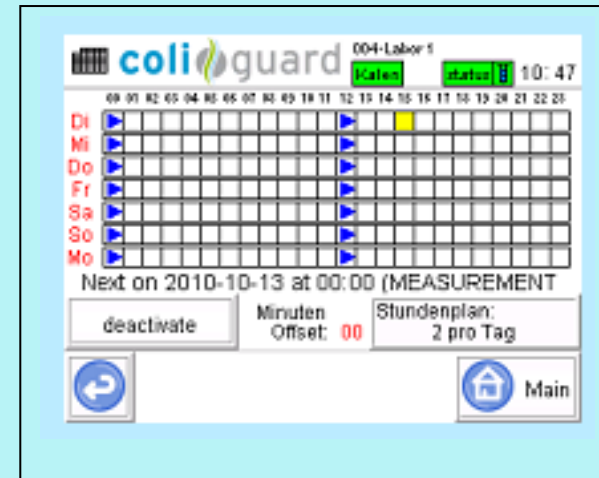 coliguard
004-Labor 1
Kalen status 10:47
00 01 02 03 04 05 06 07 08 09 10 11 12 13 14 15 16 17 18 19 20 21 22 23
Di
Mi
Do
Fr
Sa
So
Mo
Next on 2010-10-13 at 00:00 (MEASUREMENT
deactivate
Minuten
Offset: 00
Stundenplan:
2 pro Tag
Main